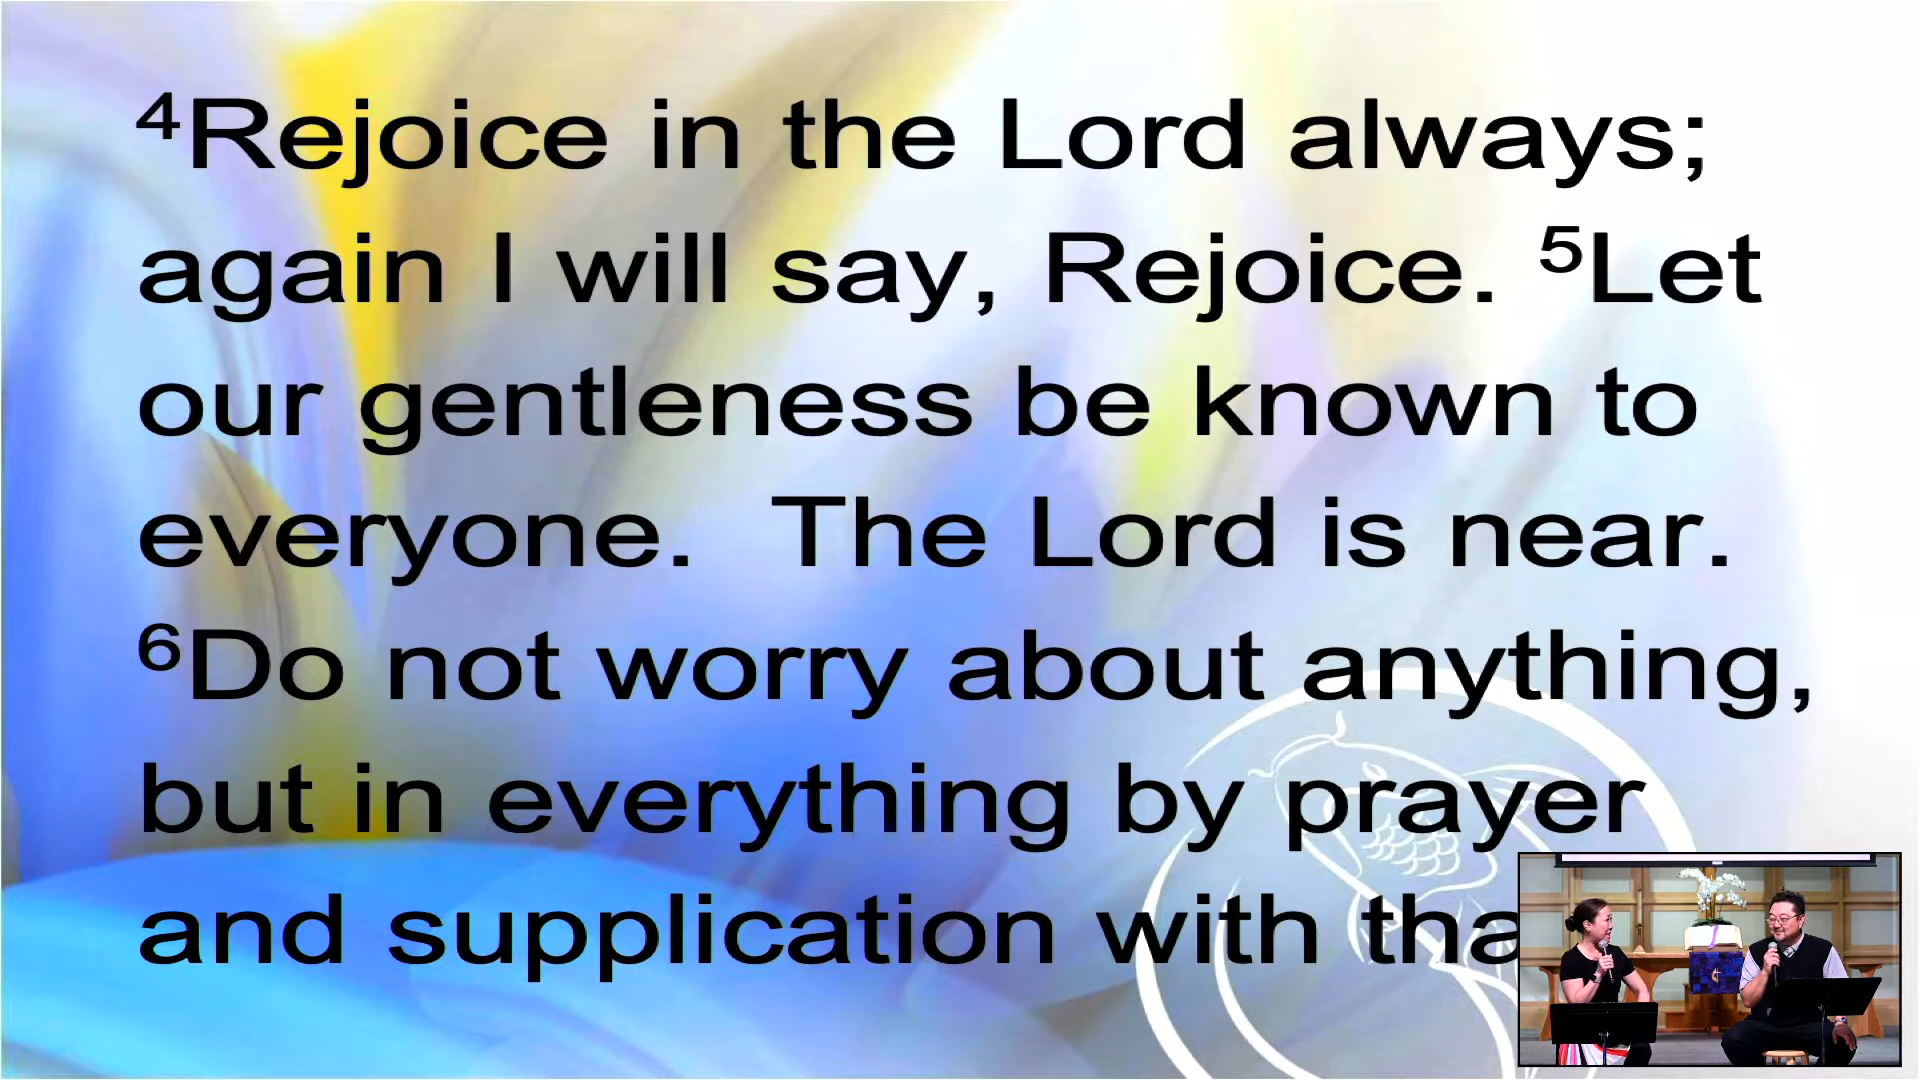 ⁴Rejoice in the Lord always;
again I will say, Rejoice. ⁵Let
our gentleness be known to
everyone.  The Lord is near.
⁶Do not worry about anything,
but in everything by prayer
and supplication with